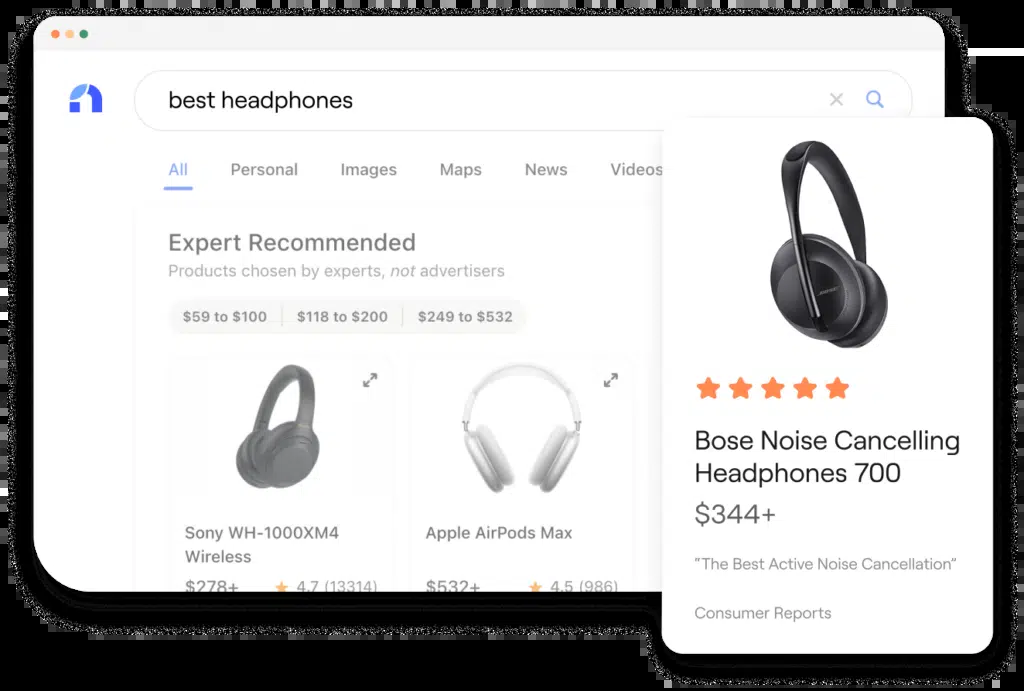 best headphones
All Personal Images Maps News Videos
Expert Recommended
Products chosen by experts, not advertisers
$59 to $100 $118 to $200 $249 to $532
Sony WH-1000XM4
Wireless
$278+ 4.7 (13314)
Apple AirPods Max
$532+ 4.5 (986)
BOSE
Bose Noise Cancelling
Headphones 700
$344+
"The Best Active Noise Cancellation"
Consumer Reports